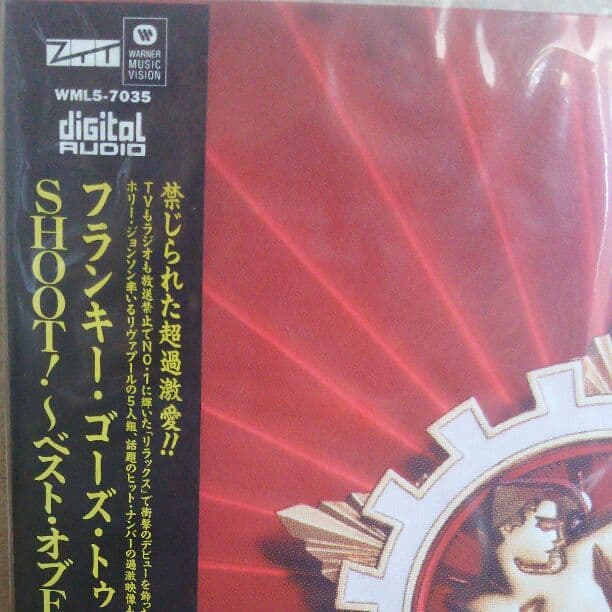 ZTT
WARNER
MUSIC
VISION
WML5-7035
digital
AUDIO
禁じられた超過激愛!!
TVもラジオも放送禁止でNO.1に輝いた「リラックス」で衝撃のデビューを飾っ
ホリー・ジョンソン率いるリヴァプールの5人組、話題のヒット・ナンバーの過激映像
フランキー・ゴーズ・トゥ
SHOOT!〜ベスト・オブ